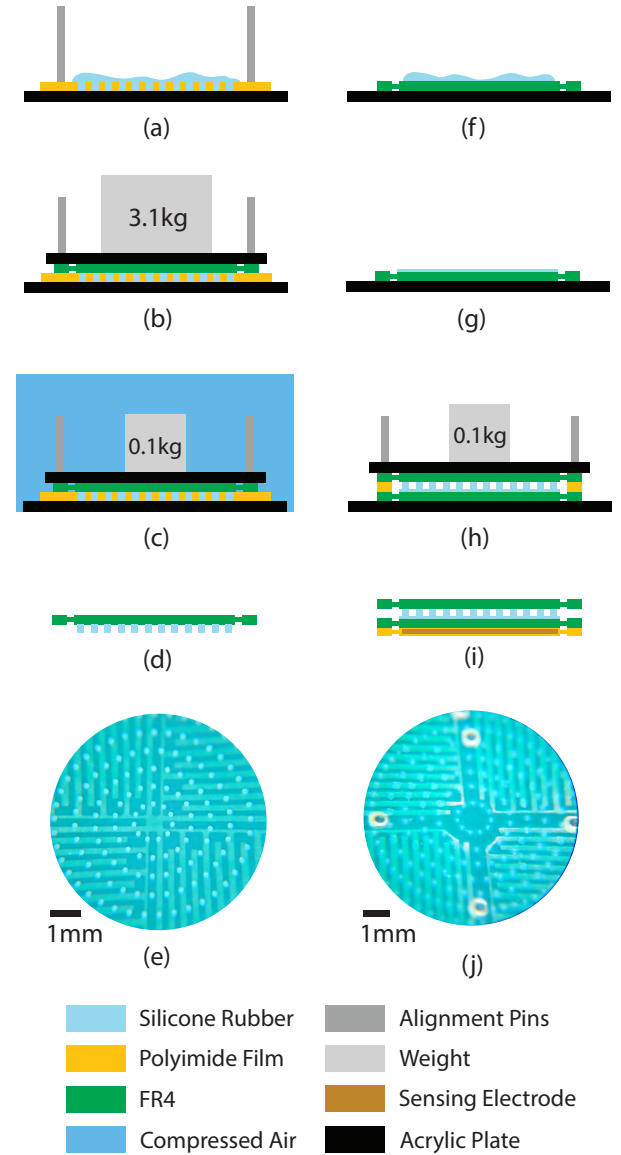 (a)
(f)
3.1kg
(b)
(g)
0.1kg
(c)
0.1kg
(h)
(d)
(i)
1mm
(e)
1mm
(j)
Silicone Rubber
Alignment Pins
Polyimide Film
Weight
FR4
Sensing Electrode
Compressed Air
Acrylic Plate